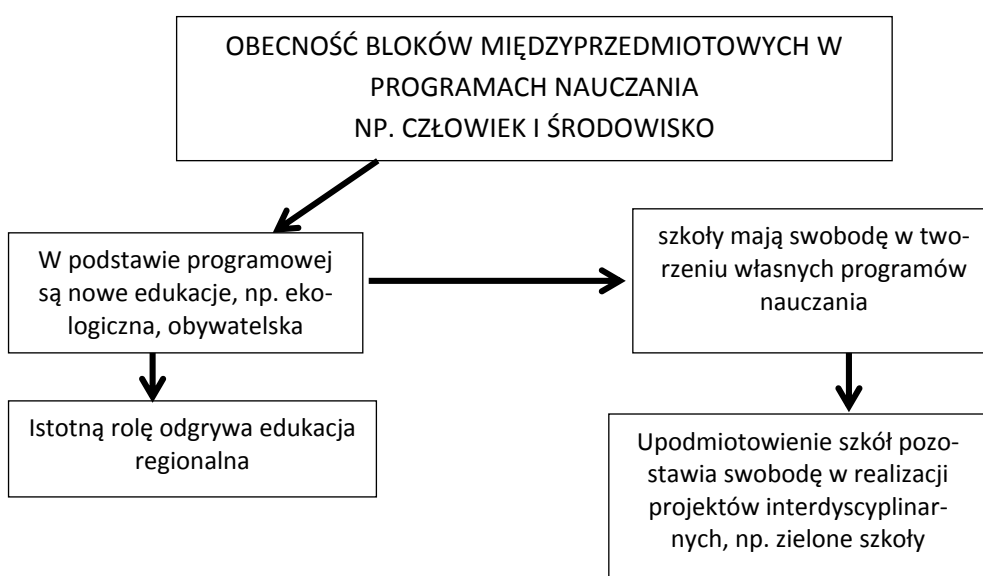 OBECNOŚĆ BLOKÓW MIĘDZYPRZEDMIOTOWYCH W
PROGRAMACH NAUCZANIA
NP. CZŁOWIEK I ŚRODOWISKO
W podstawie programowej
są nowe edukacje, np. eko-
logiczna, obywatelska
szkoły mają swobodę w two-
rzeniu własnych programów
nauczania
Istotną rolę odgrywa edukacja
regionalna
Upodmiotowienie szkół pozo-
stawia swobodę w realizacji
projektów interdyscyplinar-
nych, np. zielone szkoły